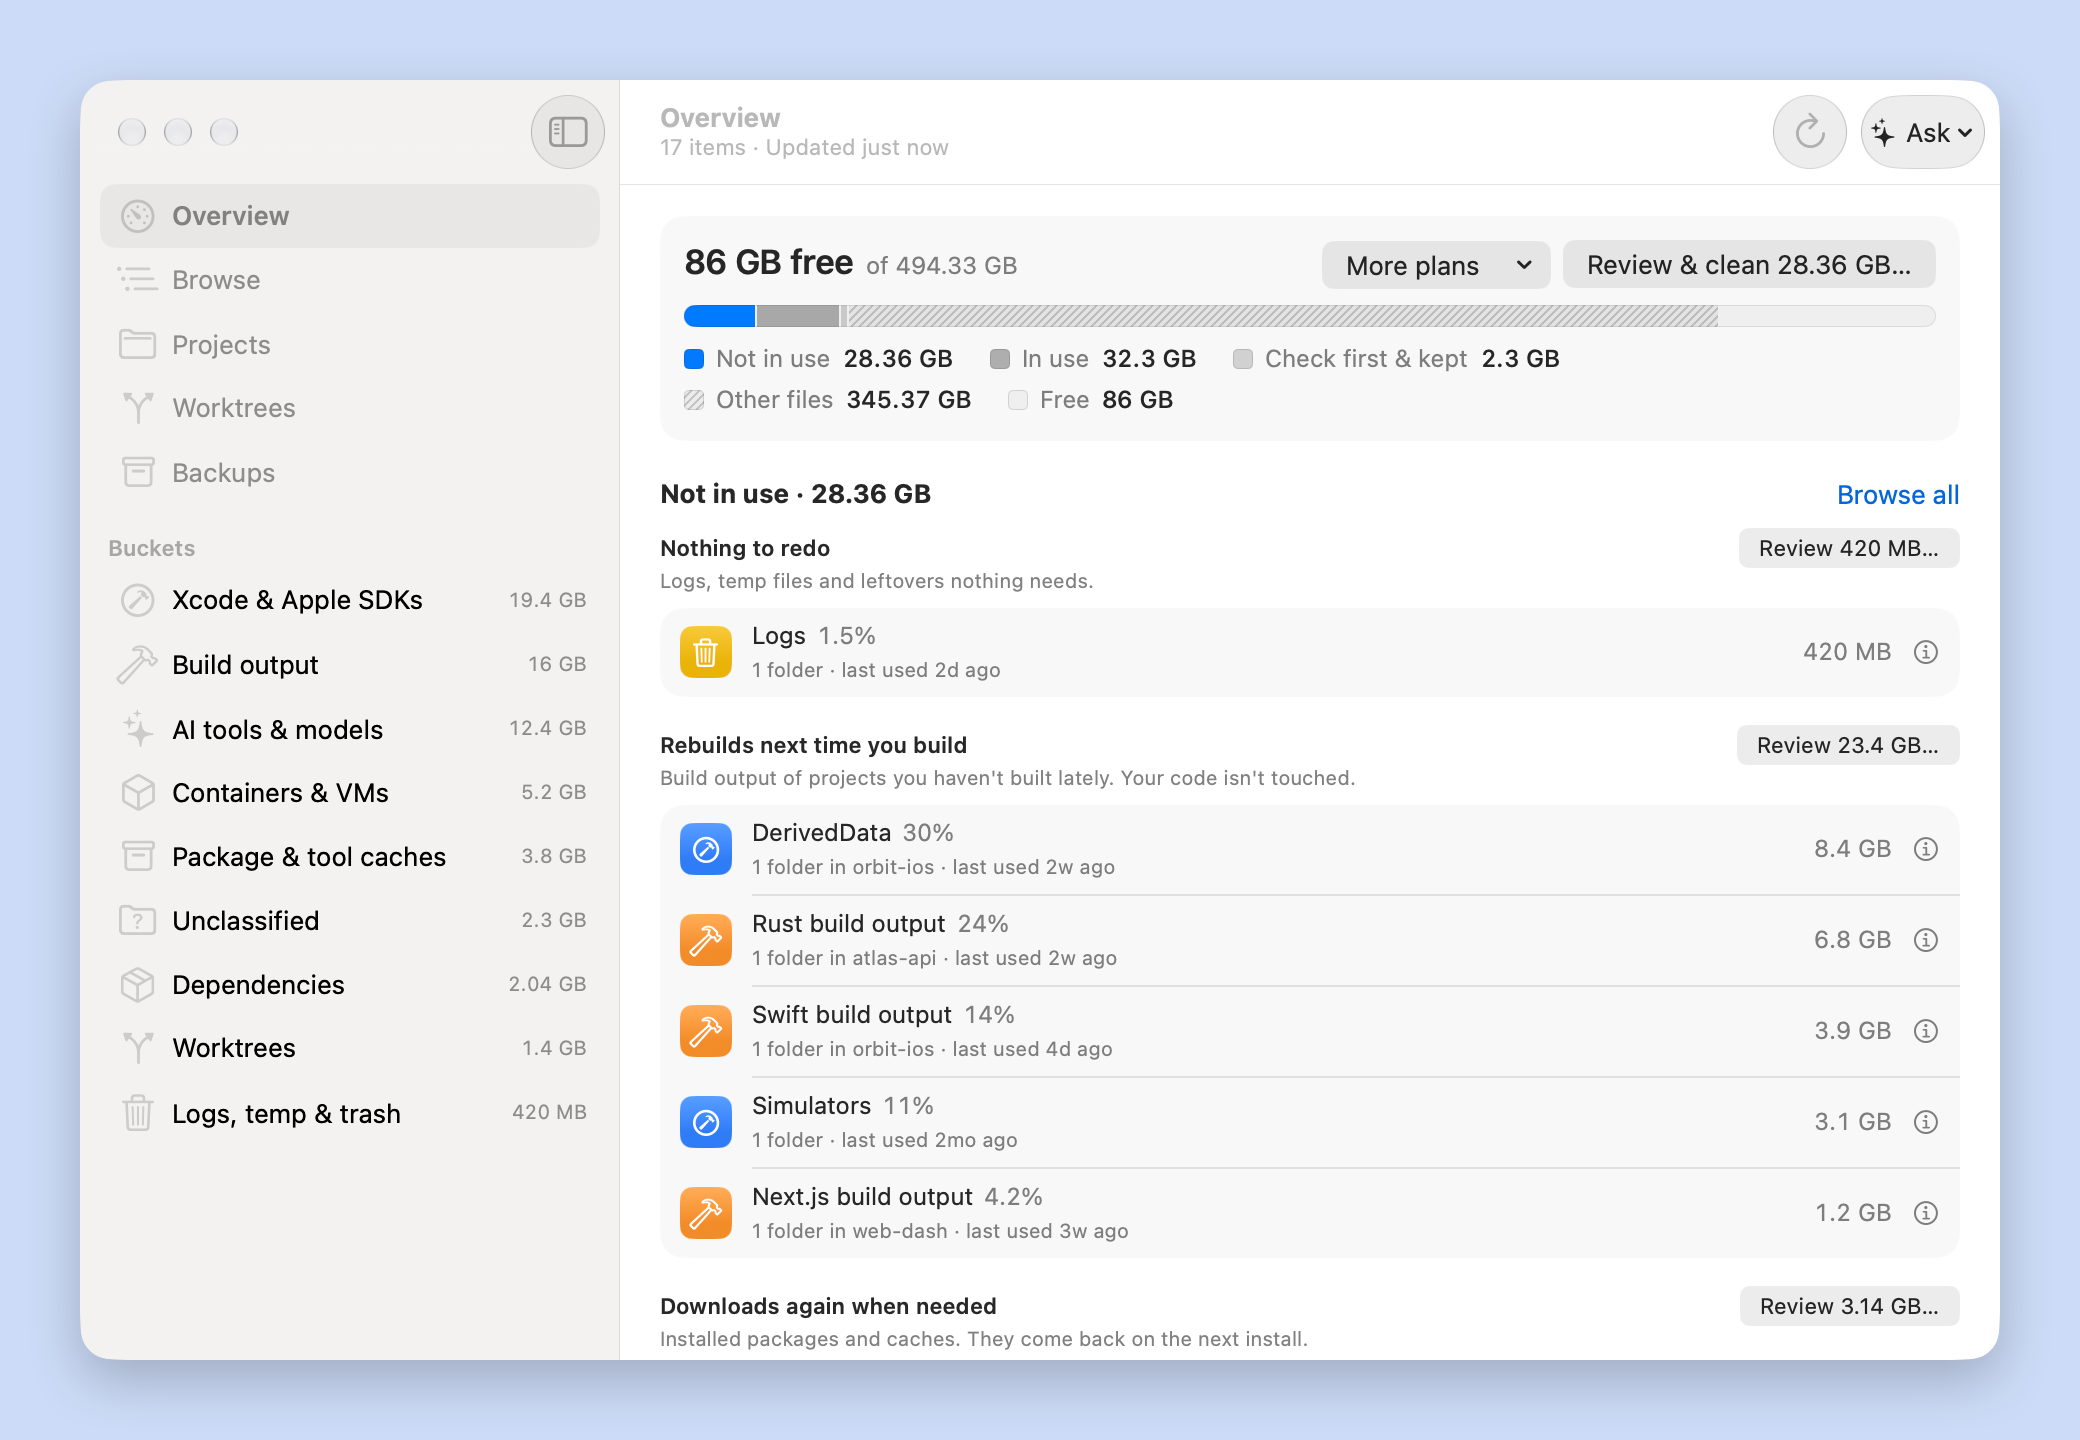 Overview
Browse
Projects
Worktrees
Backups
Buckets
Xcode & Apple SDKs 19.4 GB
Build output 16 GB
AI tools & models 12.4 GB
Containers & VMs 5.2 GB
Package & tool caches 3.8 GB
Unclassified 2.3 GB
Dependencies 2.04 GB
Worktrees 1.4 GB
Logs, temp & trash 420 MB
Overview
17 items · Updated just now
Ask
86 GB free of 494.33 GB
More plans
Review & clean 28.36 GB...
Not in use 28.36 GB In use 32.3 GB Check first & kept 2.3 GB
Other files 345.37 GB Free 86 GB
Not in use · 28.36 GB
Browse all
Nothing to redo
Review 420 MB...
Logs, temp files and leftovers nothing needs.
Logs 1.5%
1 folder · last used 2d ago
420 MB
Rebuilds next time you build
Review 23.4 GB...
Build output of projects you haven't built lately. Your code isn't touched.
DerivedData 30%
1 folder in orbit-ios · last used 2w ago
8.4 GB
Rust build output 24%
1 folder in atlas-api · last used 2w ago
6.8 GB
Swift build output 14%
1 folder in orbit-ios · last used 4d ago
3.9 GB
Simulators 11%
1 folder · last used 2mo ago
3.1 GB
Next.js build output 4.2%
1 folder in web-dash · last used 3w ago
1.2 GB
Downloads again when needed
Review 3.14 GB...
Installed packages and caches. They come back on the next install.